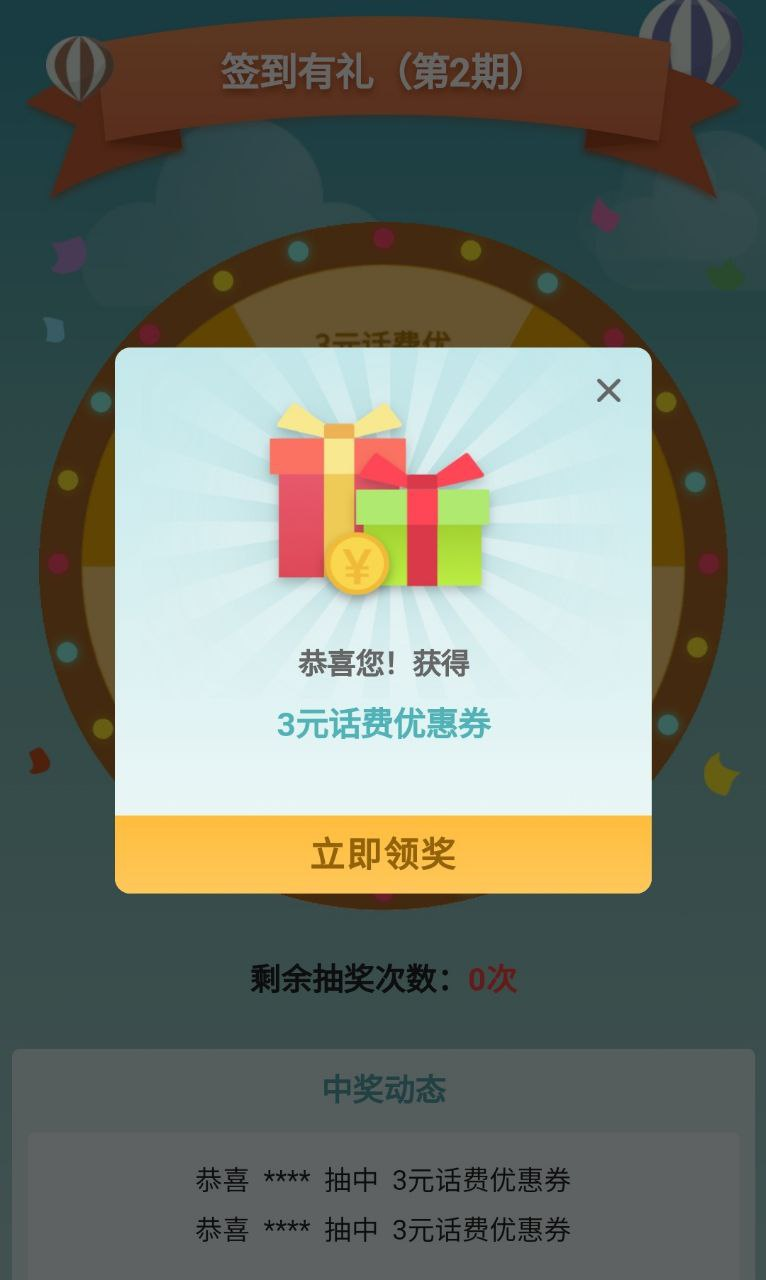 签到有礼（第2期）
3元话费优
恭喜您！获得
3元话费优惠券
立即领奖
剩余抽奖次数：0次
中奖动态
恭喜 **** 抽中 3元话费优惠券
恭喜 **** 抽中 3元话费优惠券